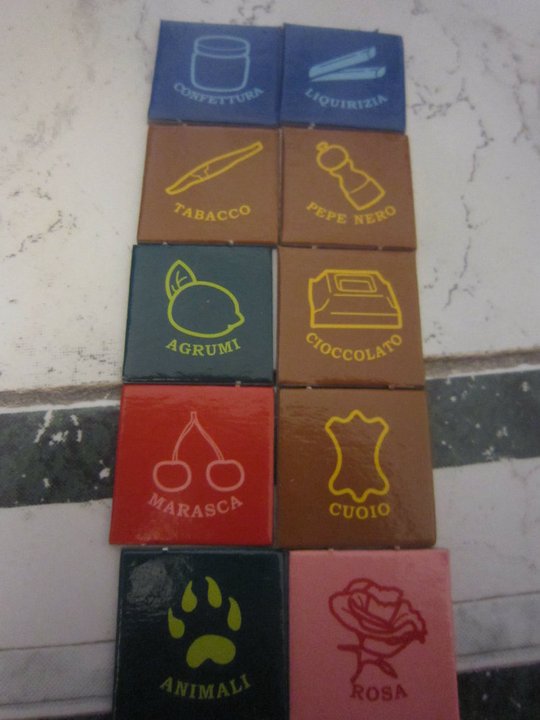 CONFETTURA
LIQUIRIZIA
TABACCO
PEPE NERO
AGRUMI
CIOCCOLATO
MARASCA
CUOIO
ANIMALI
ROSA